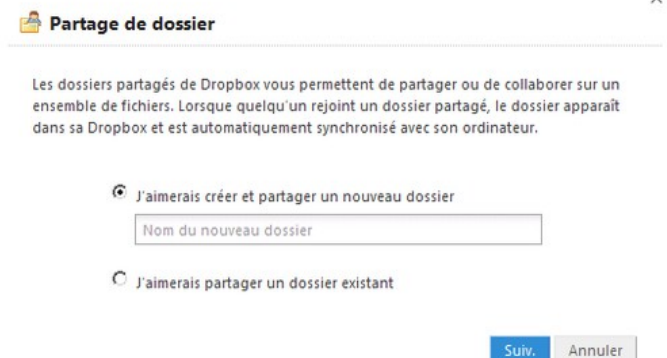 Partage de dossier
Les dossiers partagés de Dropbox vous permettent de partager ou de collaborer sur un
ensemble de fichiers. Lorsque quelqu'un rejoint un dossier partagé, le dossier apparaît
dans sa Dropbox et est automatiquement synchronisé avec son ordinateur.
J'aimerais créer et partager un nouveau dossier
Nom du nouveau dossier
J'aimerais partager un dossier existant
Suiv. Annuler